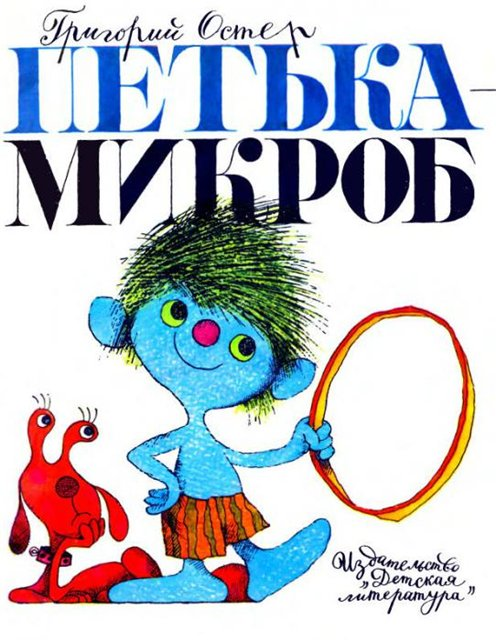 Григорий Остер
ПЕТЬКА-
МИКРОБ
Издательство
„Детская
литература"